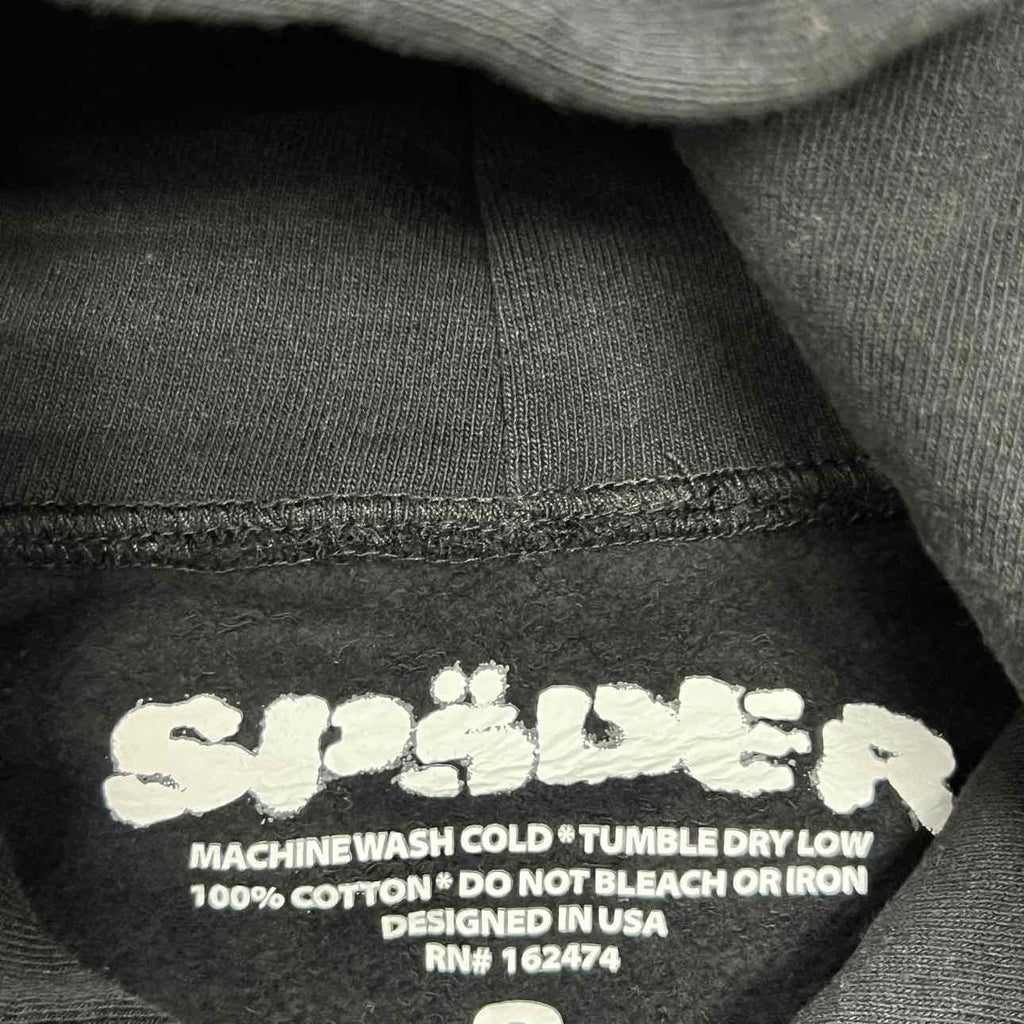 SP5DER
MACHINE WASH COLD * TUMBLE DRY LOW
100% COTTON * DO NOT BLEACH OR IRON
DESIGNED IN USA
RN# 162474